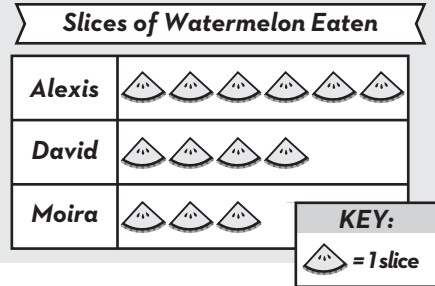 Slices of Watermelon Eaten
Alexis
David
Moira
KEY:
= 1 slice